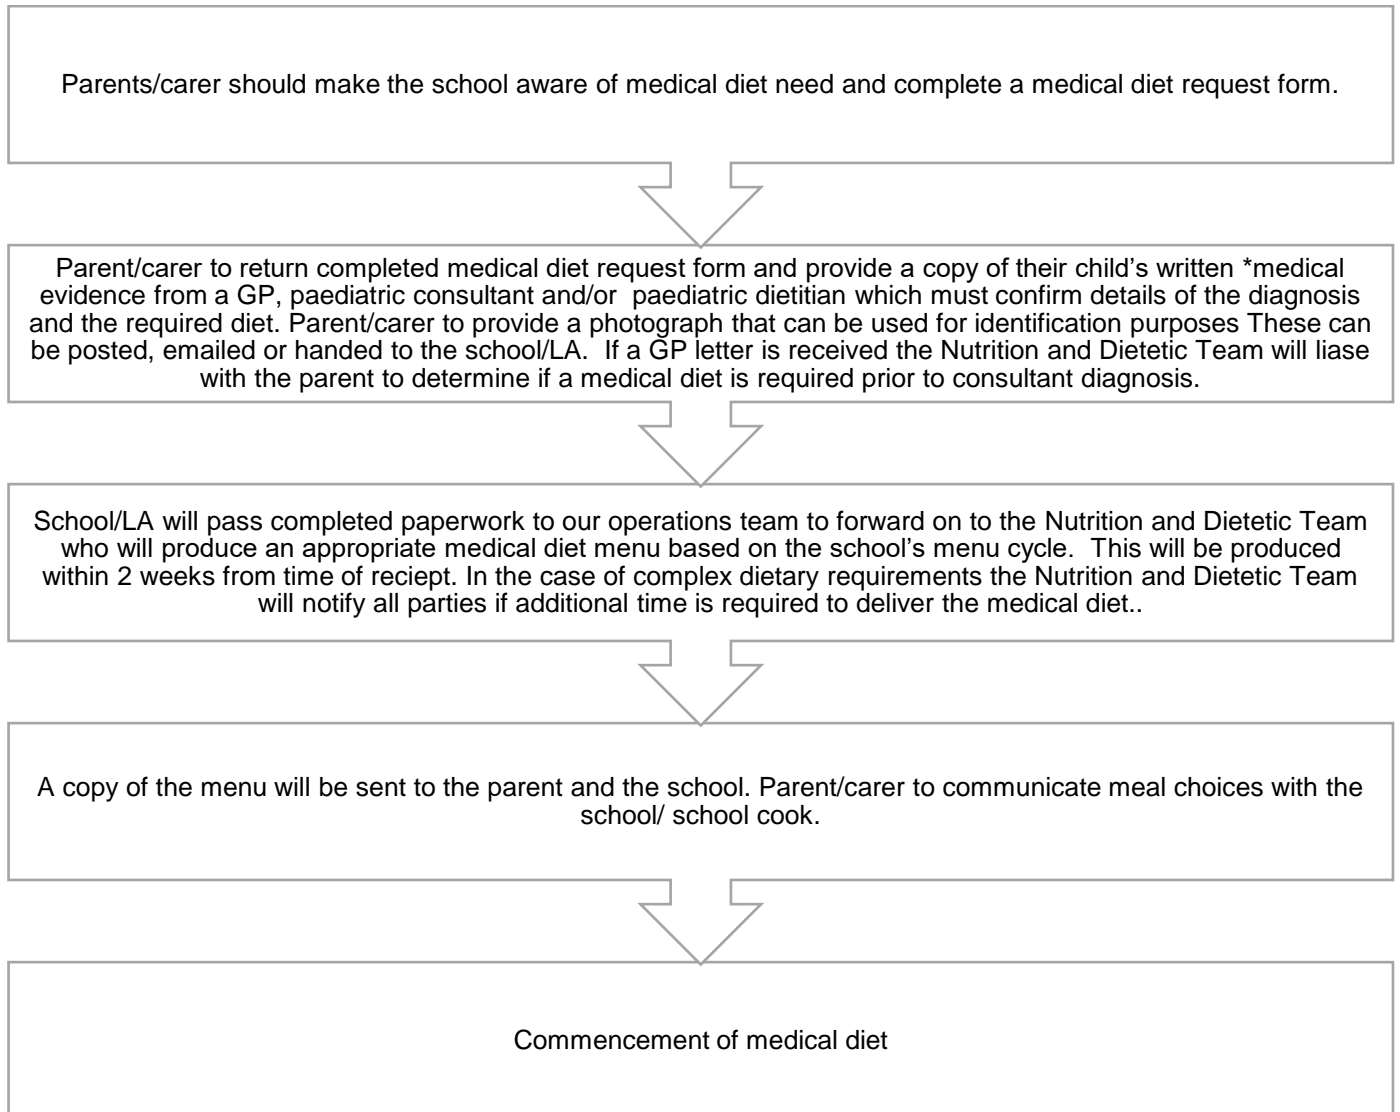 Parents/carer should make the school aware of medical diet need and complete a medical diet request form.
Parent/carer to return completed medical diet request form and provide a copy of their child's written *medical
evidence from a GP, paediatric consultant and/or  paediatric dietitian which must confirm details of the diagnosis
and the required diet. Parent/carer to provide a photograph that can be used for identification purposes These can
be posted, emailed or handed to the school/LA.  If a GP letter is received the Nutrition and Dietetic Team will liase
with the parent to determine if a medical diet is required prior to consultant diagnosis.
School/LA will pass completed paperwork to our operations team to forward on to the Nutrition and Dietetic Team
who will produce an appropriate medical diet menu based on the school's menu cycle.  This will be produced
within 2 weeks from time of reciept. In the case of complex dietary requirements the Nutrition and Dietetic Team
will notify all parties if additional time is required to deliver the medical diet..
A copy of the menu will be sent to the parent and the school. Parent/carer to communicate meal choices with the
school/ school cook.
Commencement of medical diet